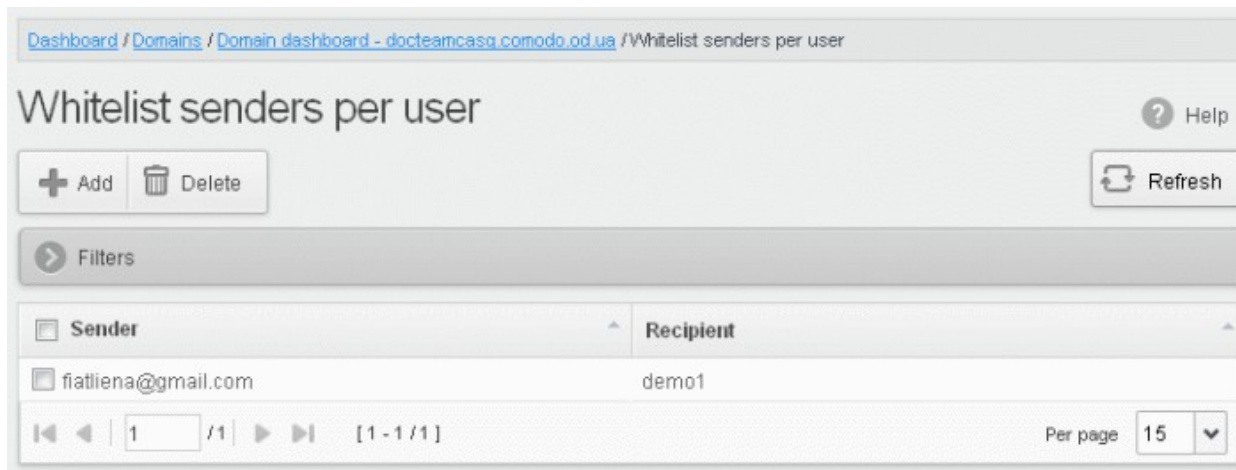 Dashboard / Domains / Domain dashboard - docteamcasg.comodo.od.ua / Whitelist senders per user
Whitelist senders per user
Help
Add Delete
Refresh
Filters
Sender Recipient
fiatliena@gmail.com demo1
1 /1 [1 - 1 / 1] Per page 15